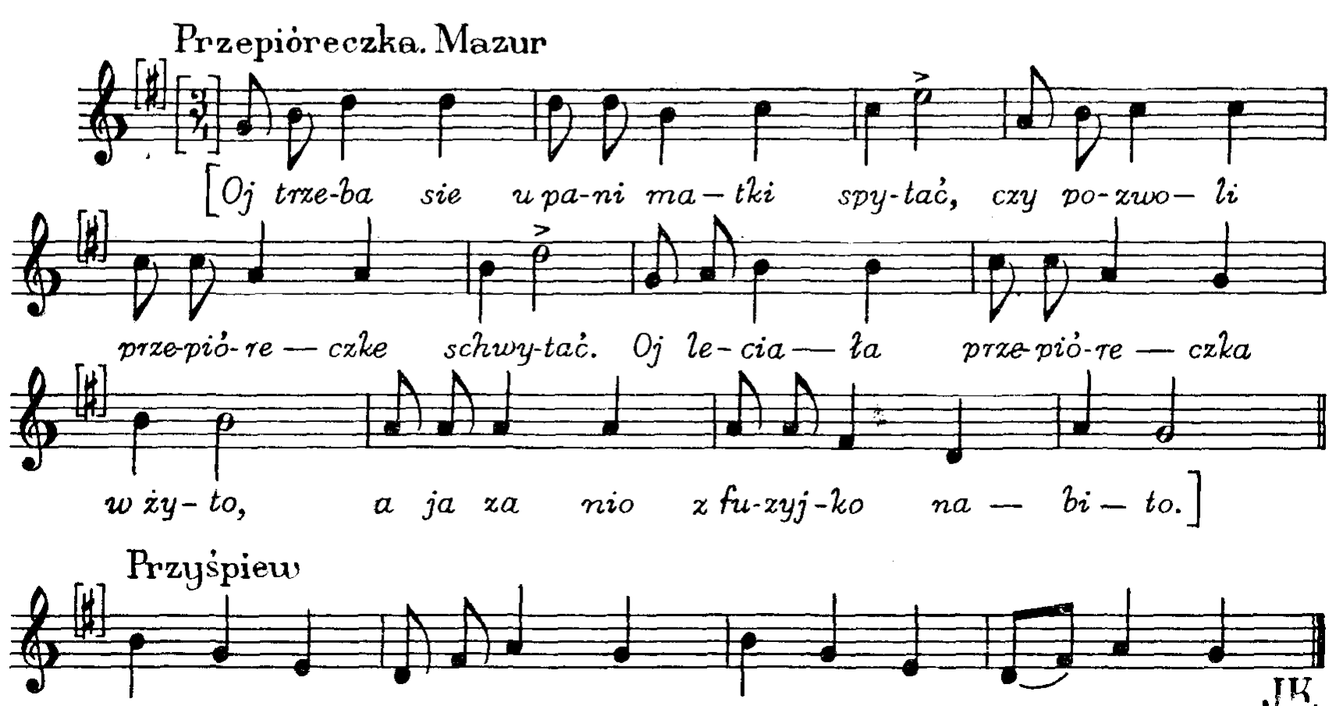 Przepióreczka. Mazur
[Oj trze-ba sie u pa-ni ma-tki spy-tać, czy po-zwo-li
prze-pió-re-czke schwy-tać. Oj le-cia-ła prze-pió-re-czka
w ży-to, a ja za nio z fu-zyj-ko na-bi-to.]
Przyśpiew
J.K.